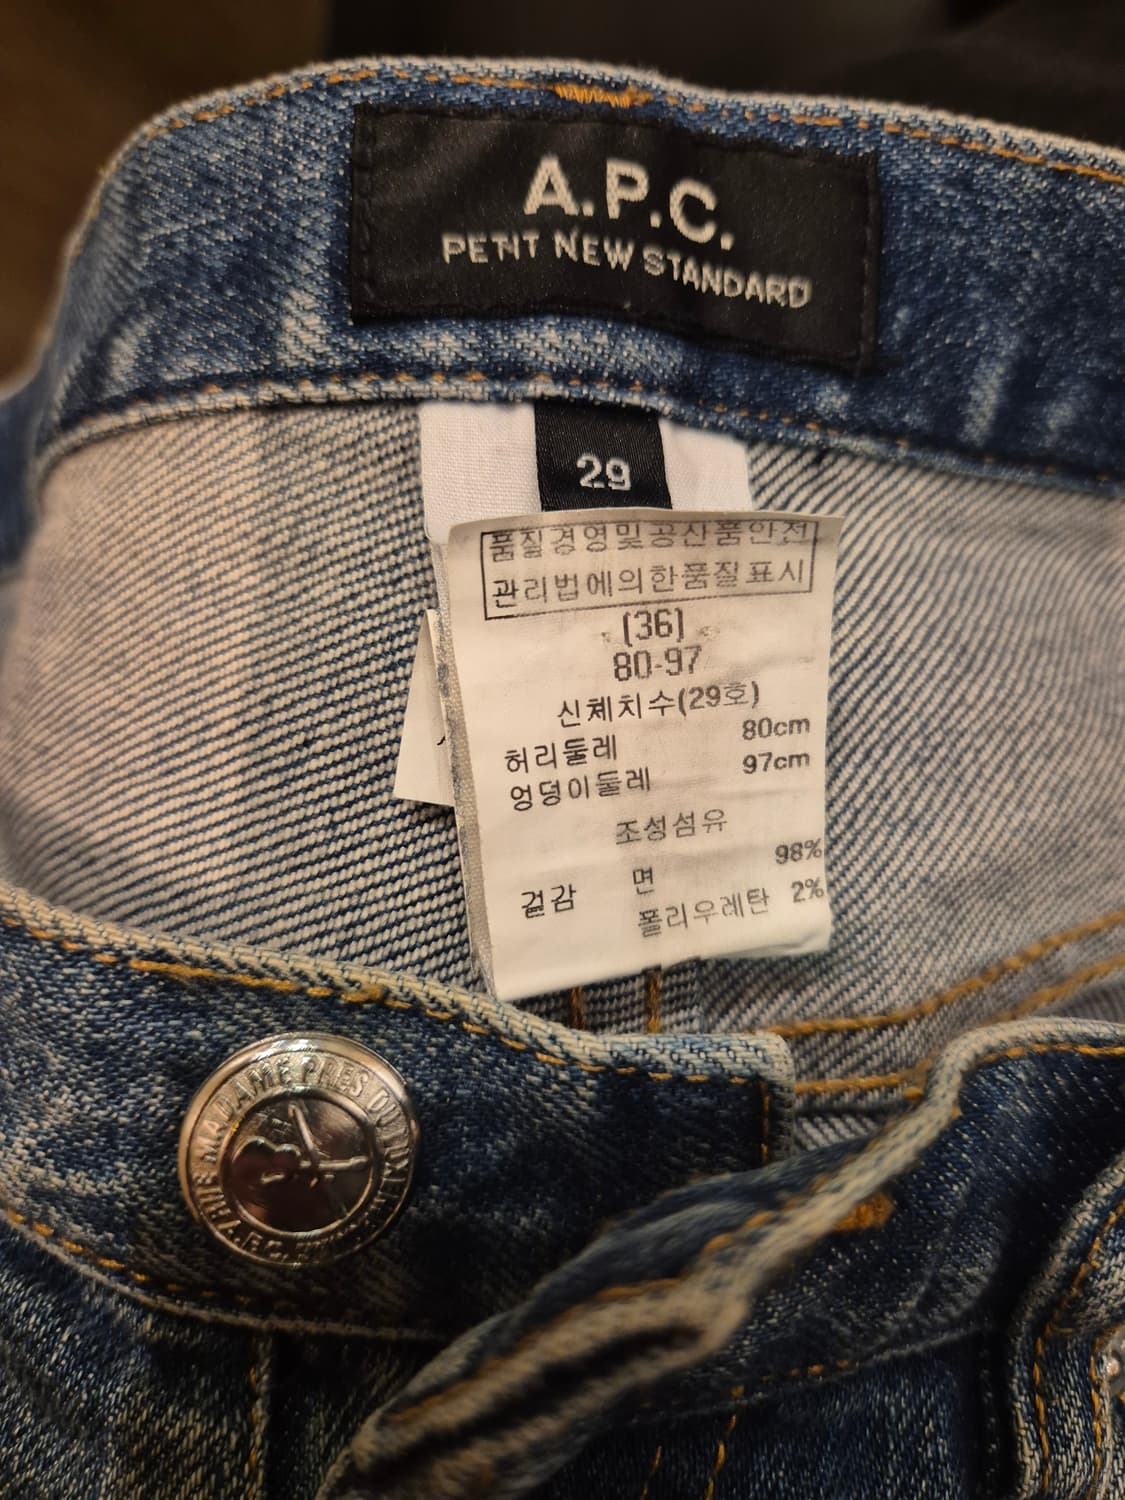 A.P.C.
PETIT NEW STANDARD
29
품질경영및공산품안전
관리법에의한품질표시
(36)
80-97
신체치수(29호)
허리둘레 80cm
엉덩이둘레 97cm
조성섬유
겉감 면 98%
폴리우레탄 2%
MADAME
A.P.C.